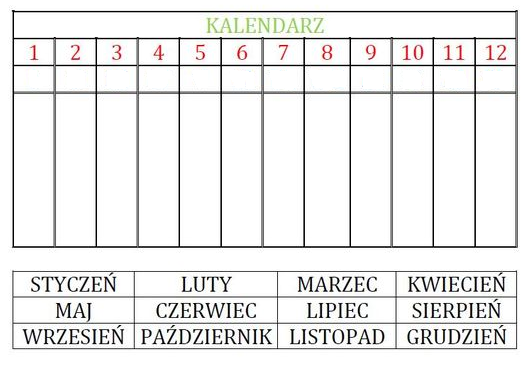 KALENDARZ
1 2 3 4 5 6 7 8 9 10 11 12
STYCZEŃ LUTY MARZEC KWIECIEŃ
MAJ CZERWIEC LIPIEC SIERPIEŃ
WRZESIEŃ PAŹDZIERNIK LISTOPAD GRUDZIEŃ